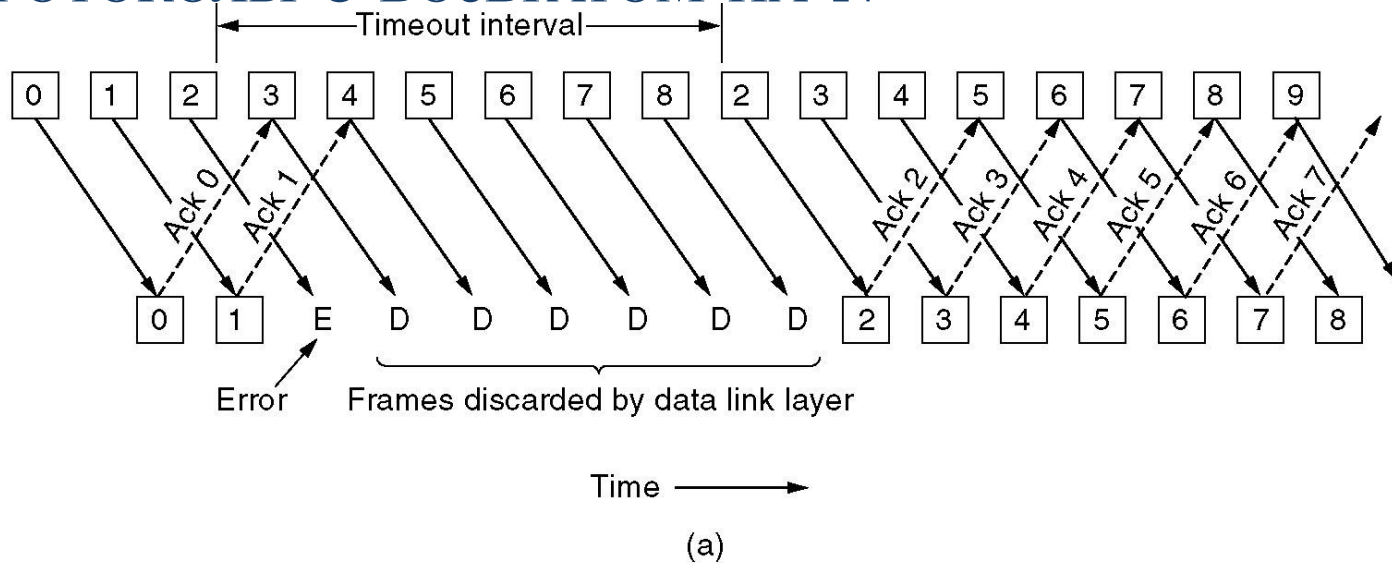 Timeout interval
0 1 2 3 4 5 6 7 8 2 3 4 5 6 7 8 9
Ack 0 Ack 1 Ack 2 Ack 3 Ack 4 Ack 5 Ack 6 Ack 7
0 1 E D D D D D D 2 3 4 5 6 7 8
Error Frames discarded by data link layer
Time
(a)